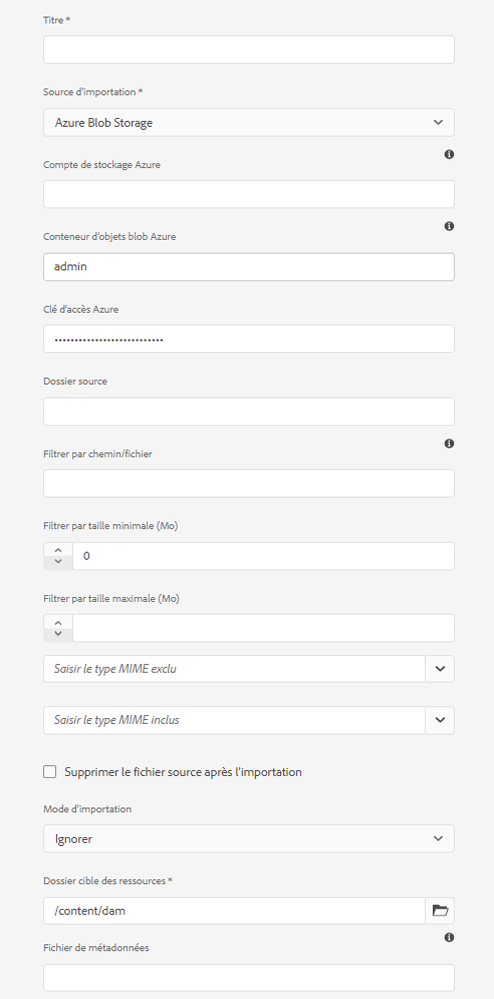 Titre *
Source d'importation *
Azure Blob Storage
Compte de stockage Azure
Conteneur d'objets blob Azure
admin
Clé d'accès Azure
•••••••••••••••••••••••••••
Dossier source
Filtrer par chemin/fichier
Filtrer par taille minimale (Mo)
0
Filtrer par taille maximale (Mo)
Saisir le type MIME exclu
Saisir le type MIME inclus
Supprimer le fichier source après l'importation
Mode d'importation
Ignorer
Dossier cible des ressources *
/content/dam
Fichier de métadonnées